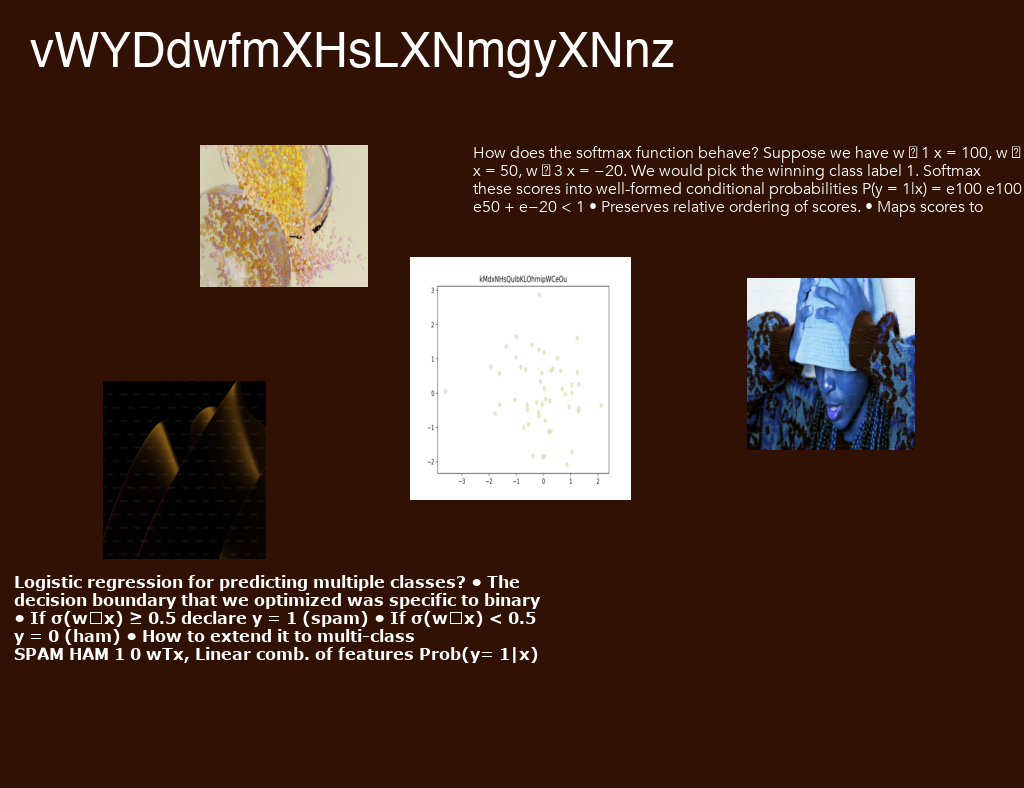 vWYDdwfmXHsLXNmgyXNnz
How does the softmax function behave? Suppose we have w 1 x = 100, w
x = 50, w 3 x = −20. We would pick the winning class label 1. Softmax
these scores into well-formed conditional probabilities P(y = 1|x) = e100 e100
e50 + e−20 < 1 • Preserves relative ordering of scores. • Maps scores to
kMdxNHsQuIbKLOhmipWCeOu
3
2
1
0
−1
−2
−3 −2 −1 0 1 2
Logistic regression for predicting multiple classes? • The
decision boundary that we optimized was specific to binary
• If σ(w□x) ≥ 0.5 declare y = 1 (spam) • If σ(w□x) < 0.5
y = 0 (ham) • How to extend it to multi-class
SPAM HAM 1 0 wTx, Linear comb. of features Prob(y= 1|x)